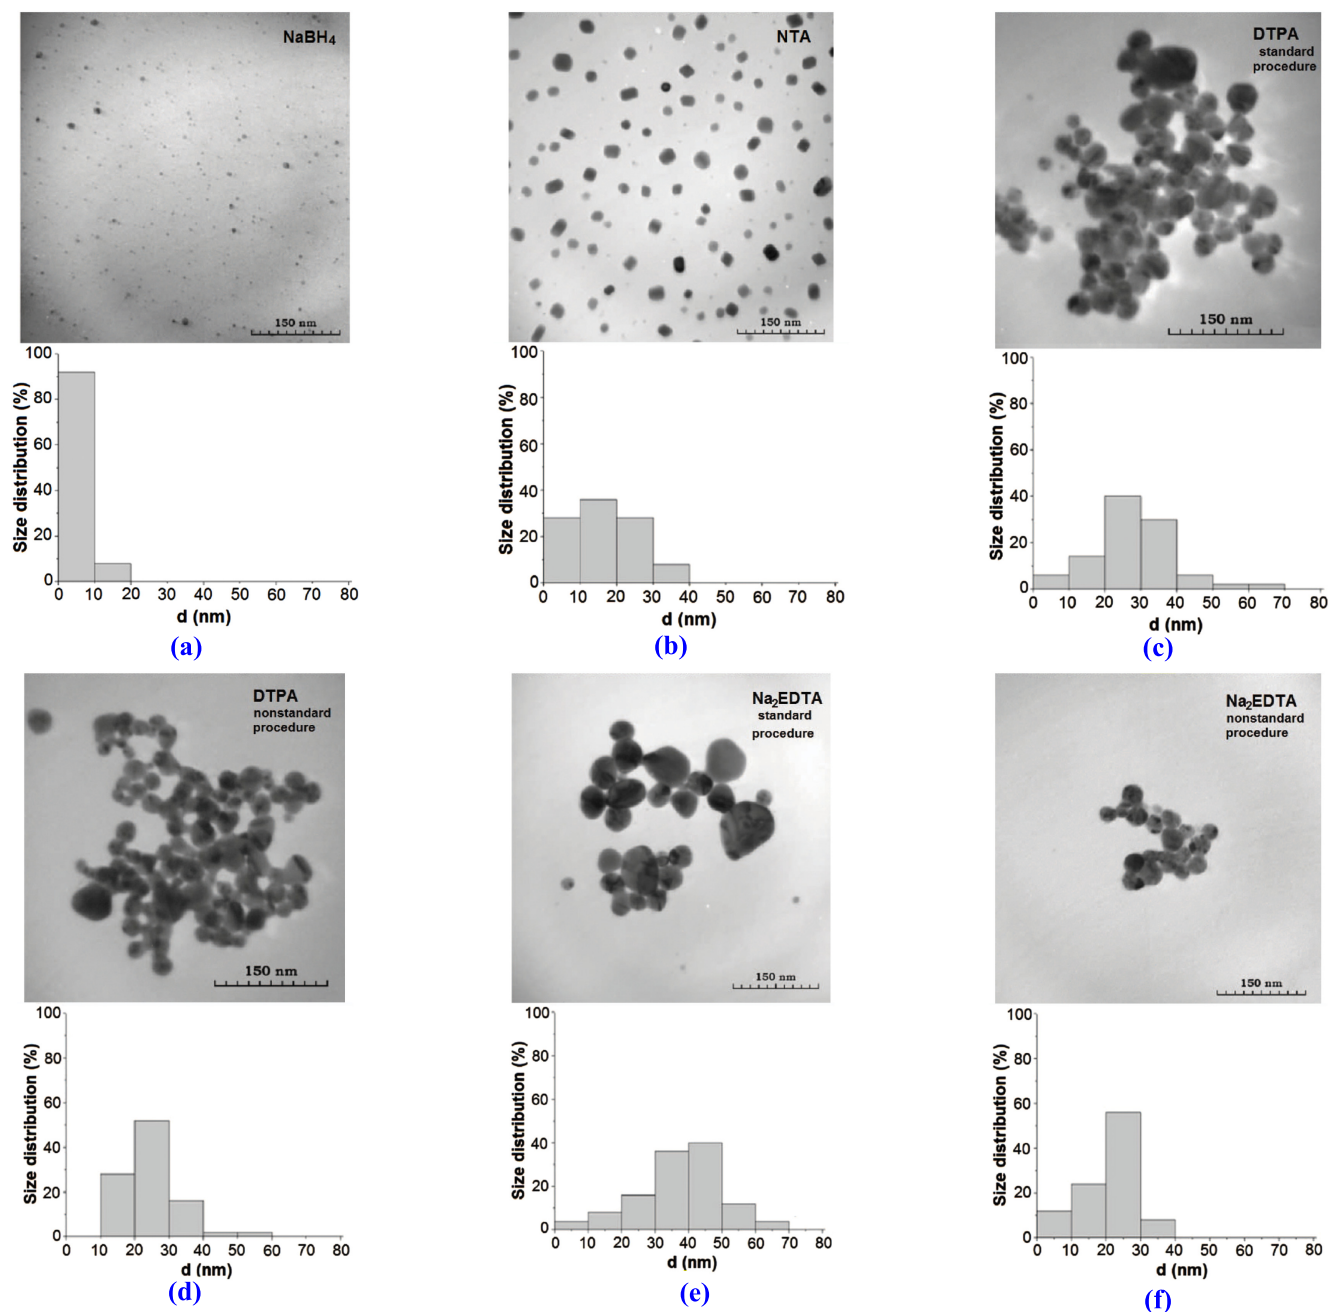 NaBH4
150 nm
NTA
150 nm
DTPA
standard
procedure
150 nm
100
80
60
40
20
0
0 10 20 30 40 50 60 70 80
Size distribution (%)
d (nm)
(a)
100
80
60
40
20
0
0 10 20 30 40 50 60 70 80
Size distribution (%)
d (nm)
(b)
100
80
60
40
20
0
0 10 20 30 40 50 60 70 80
Size distribution (%)
d (nm)
(c)
DTPA
nonstandard
procedure
150 nm
Na2EDTA
standard
procedure
150 nm
Na2EDTA
nonstandard
procedure
150 nm
100
80
60
40
20
0
0 10 20 30 40 50 60 70 80
Size distribution (%)
d (nm)
(d)
100
80
60
40
20
0
0 10 20 30 40 50 60 70 80
Size distribution (%)
d (nm)
(e)
100
80
60
40
20
0
0 10 20 30 40 50 60 70 80
Size distribution (%)
d (nm)
(f)